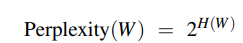 Perplexity(W) = 2^{H(W)}